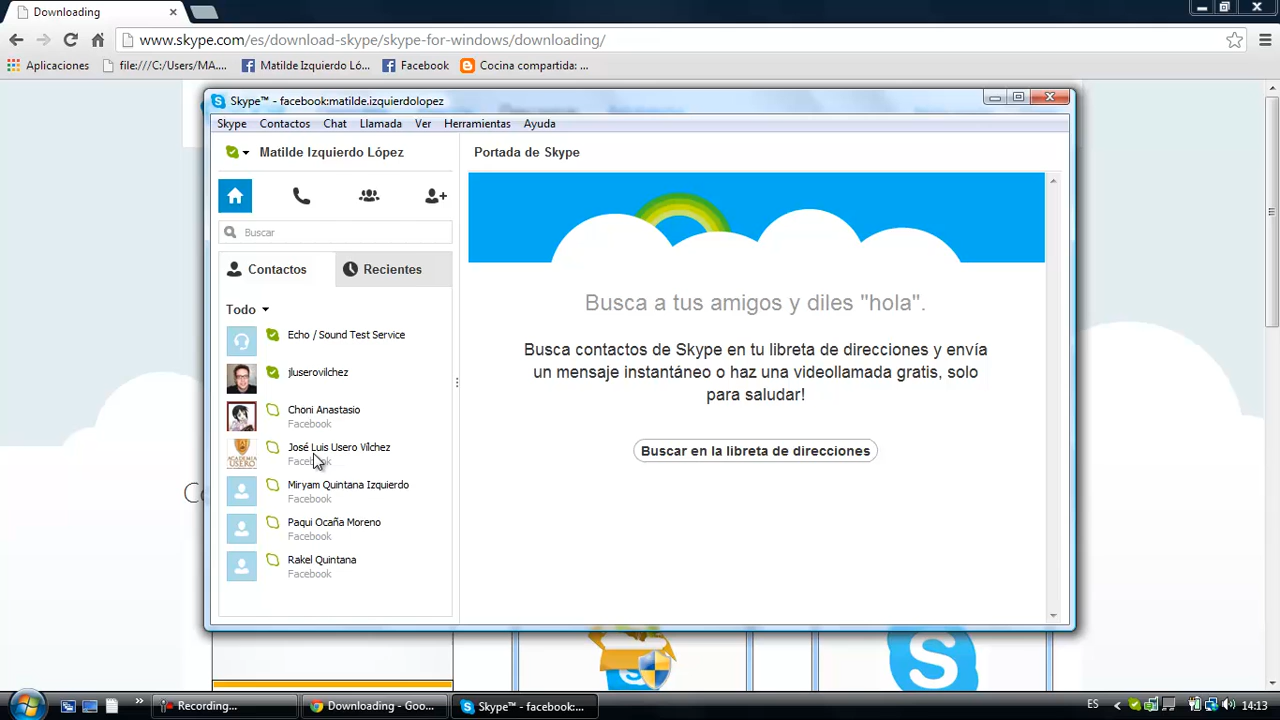 Downloading
www.skype.com/es/download-skype/skype-for-windows/downloading/
Aplicaciones
file:///C:/Users/MA....
Matilde Izquierdo Ló...
Facebook
Cocina compartida: ...
Skype™ - facebook:matilde.izquierdolopez
Skype Contactos Chat Llamada Ver Herramientas Ayuda
Matilde Izquierdo López
Portada de Skype
Buscar
Contactos
Recientes
Todo
Echo / Sound Test Service
jluserovilchez
Choni Anastasio
Facebook
ACADEMIA
USERO
José Luis Usero Vilchez
Miryam Quintana Izquierdo
Facebook
Paqui Ocaña Moreno
Facebook
Rakel Quintana
Facebook
Busca a tus amigos y diles "hola".
Busca contactos de Skype en tu libreta de direcciones y envía
un mensaje instantáneo o haz una videollamada gratis, solo
para saludar!
Buscar en la libreta de direcciones
Recording...
Downloading - Goo...
Skype™ - facebook:...
ES
14:13